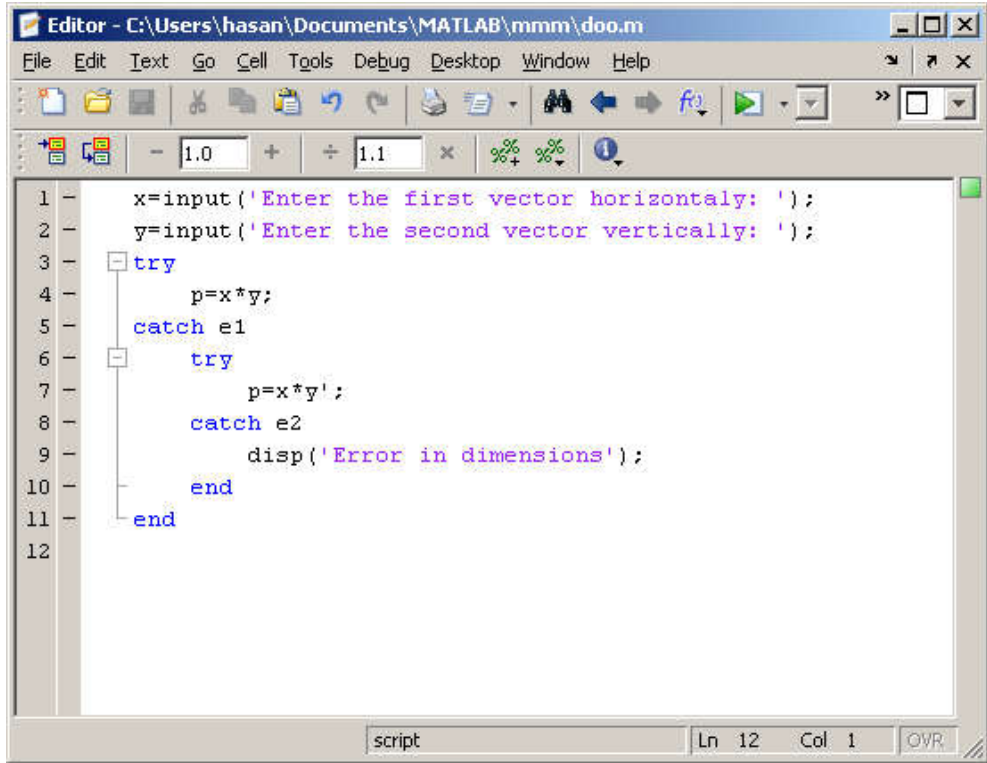 Editor - C:\Users\hasan\Documents\MATLAB\mmm\doo.m
File Edit Text Go Cell Tools Debug Desktop Window Help
- 1.0 + ÷ 1.1 ×
1 - x=input('Enter the first vector horizontaly: ');
2 - y=input('Enter the second vector vertically: ');
3 - try
4 - p=x*y;
5 - catch e1
6 - try
7 - p=x*y';
8 - catch e2
9 - disp('Error in dimensions');
10 - end
11 - end
12
script Ln 12 Col 1 OVR